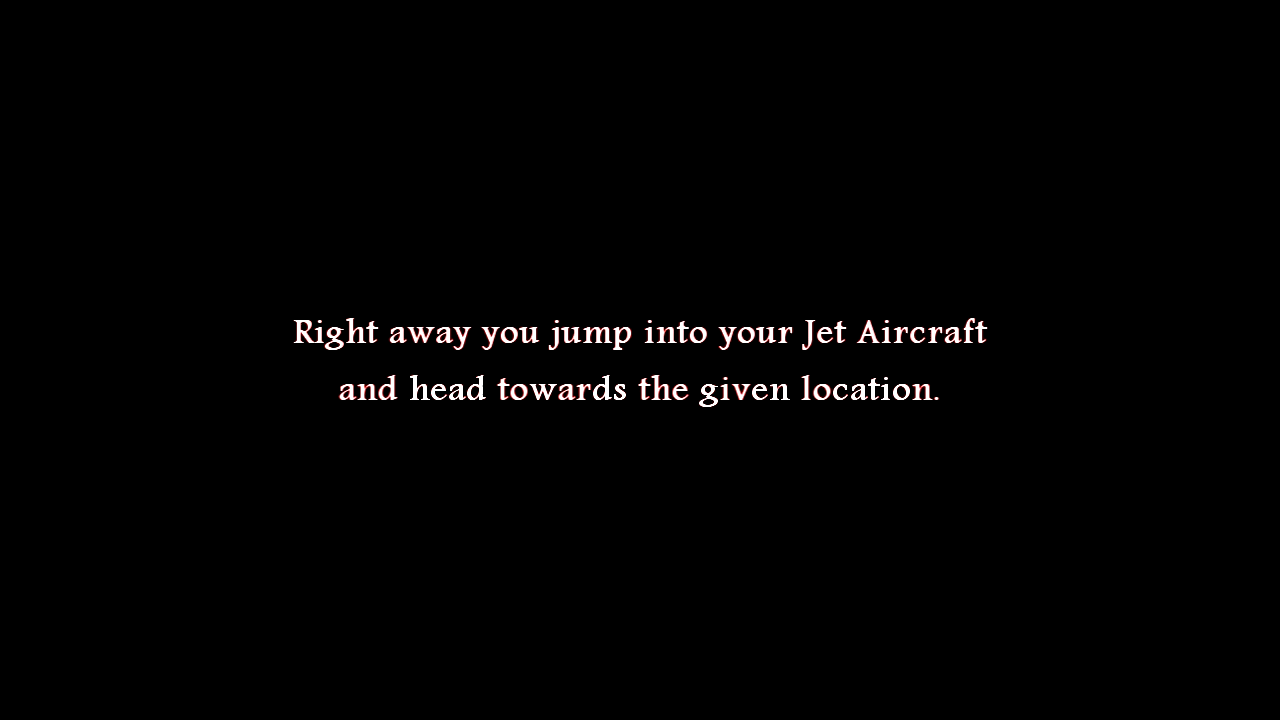 Right away you jump into your Jet Aircraft
and head towards the given location.